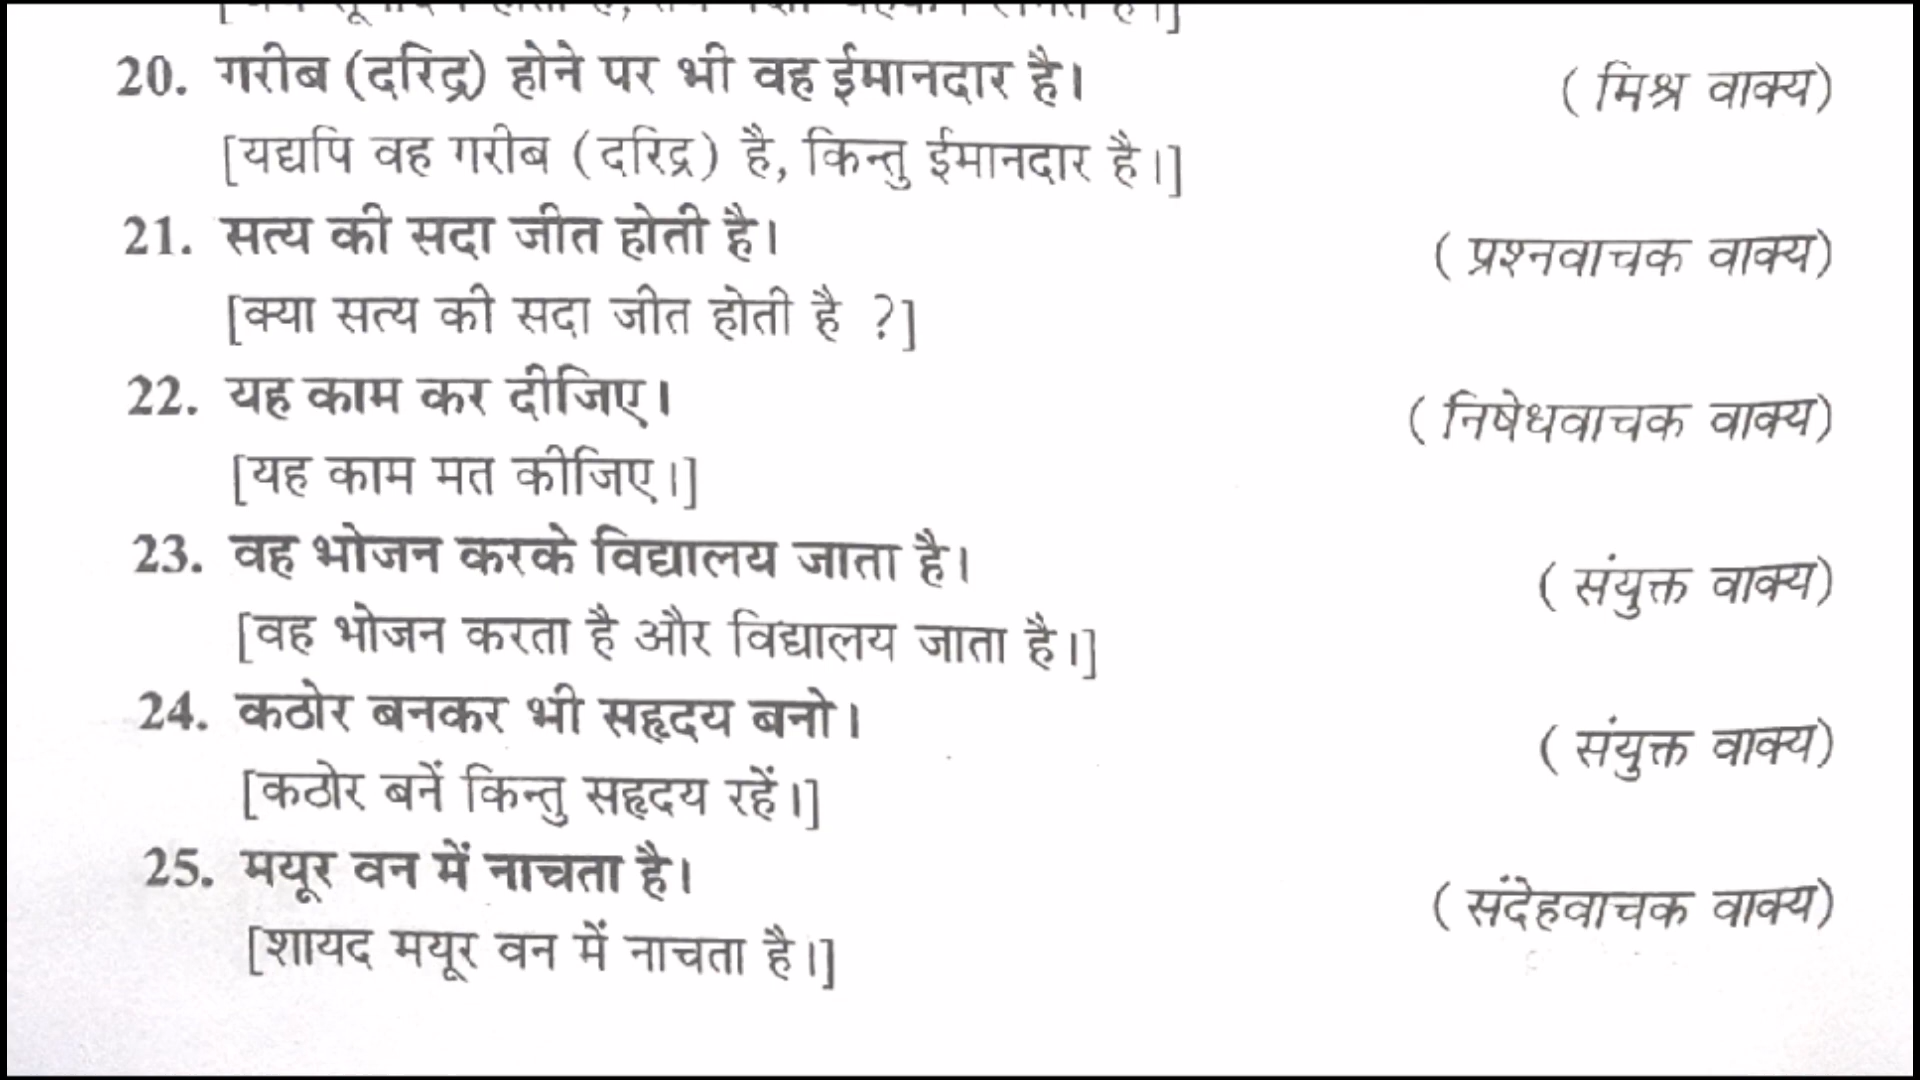 20. गरीब (दरिद्र) होने पर भी वह ईमानदार है। (मिश्र वाक्य)
[यद्यपि वह गरीब (दरिद्र) है, किन्तु ईमानदार है।]
21. सत्य की सदा जीत होती है। (प्रश्नवाचक वाक्य)
[क्या सत्य की सदा जीत होती है ?]
22. यह काम कर दीजिए। (निषेधवाचक वाक्य)
[यह काम मत कीजिए।]
23. वह भोजन करके विद्यालय जाता है। (संयुक्त वाक्य)
[वह भोजन करता है और विद्यालय जाता है।]
24. कठोर बनकर भी सहृदय बनो। (संयुक्त वाक्य)
[कठोर बनें किन्तु सहृदय रहें।]
25. मयूर वन में नाचता है। (संदेहवाचक वाक्य)
[शायद मयूर वन में नाचता है।]